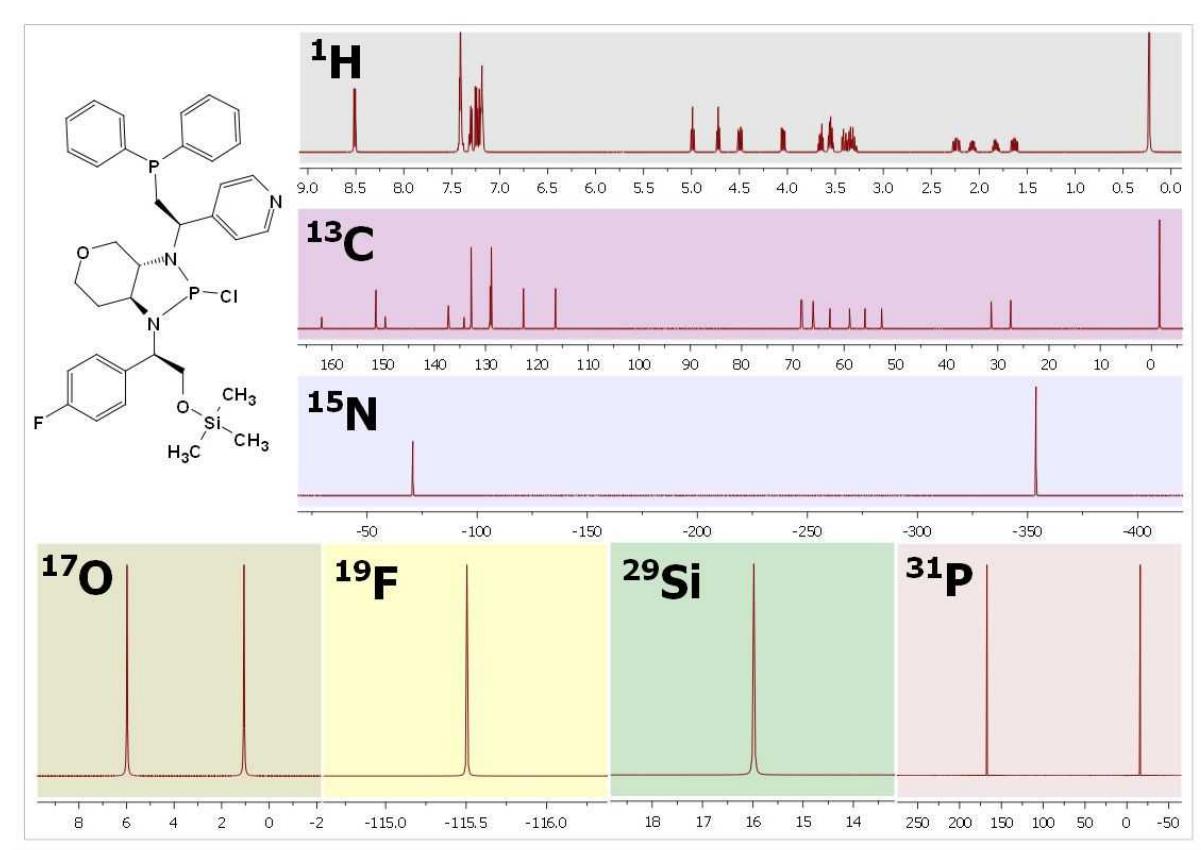 ¹H
9.0 8.5 8.0 7.5 7.0 6.5 6.0 5.5 5.0 4.5 4.0 3.5 3.0 2.5 2.0 1.5 1.0 0.5 0.0
¹³C
160 150 140 130 120 110 100 90 80 70 60 50 40 30 20 10 0
¹⁵N
-50 -100 -150 -200 -250 -300 -350 -400
P
N
O
N
P
Cl
N
F
O
Si
CH₃
CH₃
H₃C
¹⁷O
8 6 4 2 0 -2
¹⁹F
-115.0 -115.5 -116.0
²⁹Si
18 17 16 15 14
³¹P
250 200 150 100 50 0 -50